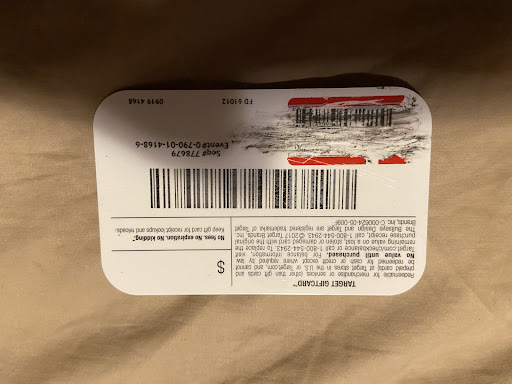 TARGET GIFTCARD™
Redeemable for merchandise or services (other than gift cards and
prepaid cards) at Target stores in the U.S. or Target.com, and cannot
be redeemed for cash or credit except where required by law.
No value until purchased. For balance information, visit
Target.com/checkbalance or call 1-800-544-2943. To replace the
remaining value on a lost, stolen or damaged card with the original
purchase receipt, call 1-800-544-2943. © 2017 Target Brands, Inc.
The Bullseye Design and Target are registered trademarks of Target
Brands, Inc. C-000624-05-009F
$
No fees. No expiration. No kidding.
Keep gift card for receipt lookups and reloads.
Seq# 778679
Event# 0-790-01-4168-6
FD 61012
0919 4168